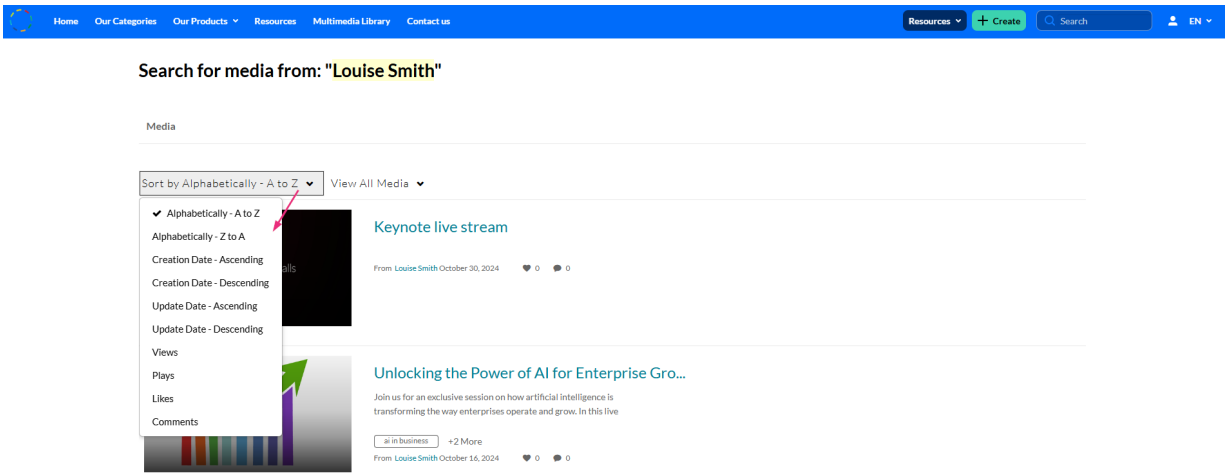 Home Our Categories Our Products Resources Multimedia Library Contact us Resources + Create Search EN
Search for media from: "Louise Smith"
Media
Sort by Alphabetically - A to Z View All Media
Alphabetically - A to Z
Alphabetically - Z to A
Creation Date - Ascending
Creation Date - Descending
Update Date - Ascending
Update Date - Descending
Views
Plays
Likes
Comments
alls
Keynote live stream
From Louise Smith October 30, 2024 0 0
Unlocking the Power of AI for Enterprise Gro...
Join us for an exclusive session on how artificial intelligence is
transforming the way enterprises operate and grow. In this live
ai in business +2 More
From Louise Smith October 16, 2024 0 0